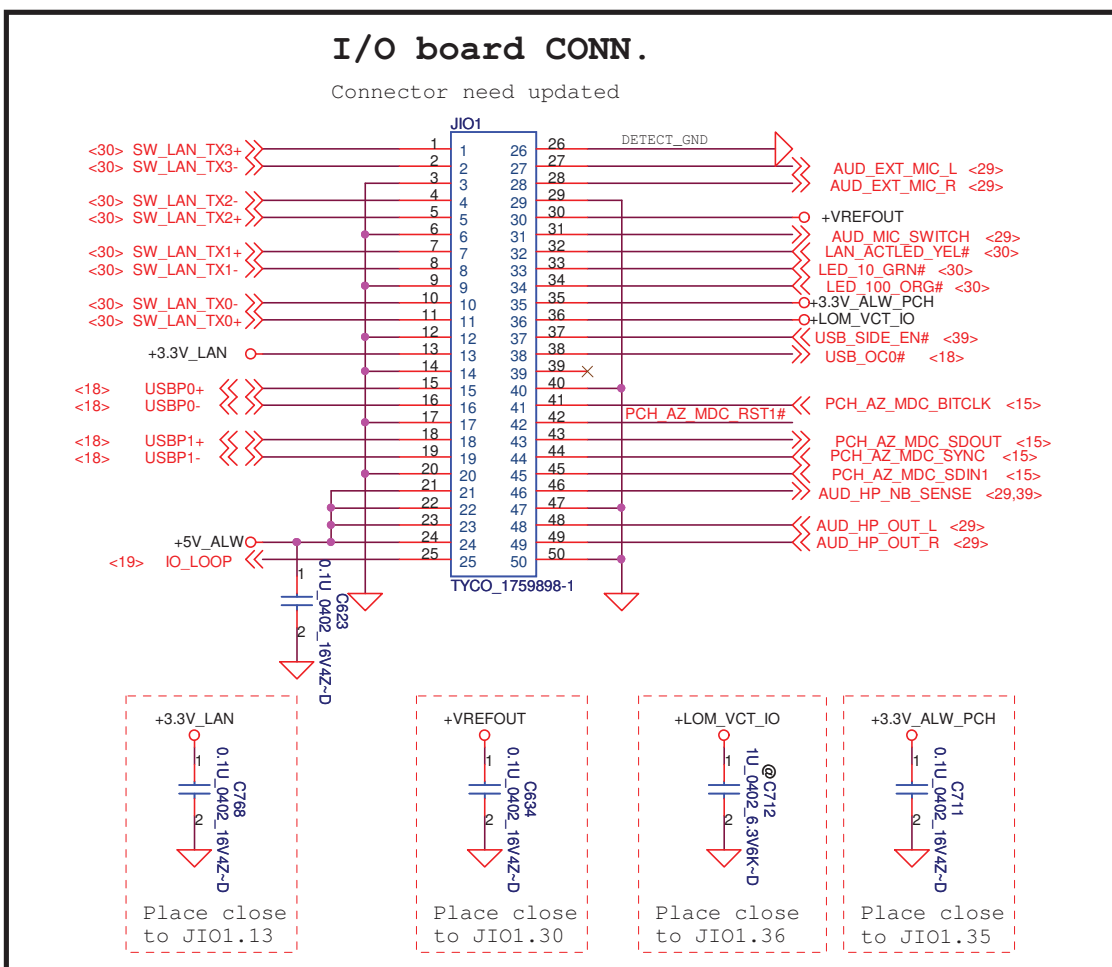 I/O board CONN.
Connector need updated
JIO1
<30> SW_LAN_TX3+ 1 1 26 26 DETECT_GND
<30> SW_LAN_TX3- 2 2 27 27 AUD_EXT_MIC_L <29>
3 3 28 28 AUD_EXT_MIC_R <29>
<30> SW_LAN_TX2- 4 4 29 29
<30> SW_LAN_TX2+ 5 5 30 30 +VREFOUT
6 6 31 31 AUD_MIC_SWITCH <29>
<30> SW_LAN_TX1+ 7 7 32 32 LAN_ACTLED_YEL# <30>
<30> SW_LAN_TX1- 8 8 33 33 LED_10_GRN# <30>
9 9 34 34 LED_100_ORG# <30>
<30> SW_LAN_TX0- 10 10 35 35 +3.3V_ALW_PCH
<30> SW_LAN_TX0+ 11 11 36 36 +LOM_VCT_IO
12 12 37 37 USB_SIDE_EN# <39>
+3.3V_LAN 13 13 38 38 USB_OC0# <18>
14 14 39 39
<18> USBP0+ 15 15 40 40
<18> USBP0- 16 16 41 41 PCH_AZ_MDC_BITCLK <15>
17 17 42 42 PCH_AZ_MDC_RST1#
<18> USBP1+ 18 18 43 43 PCH_AZ_MDC_SDOUT <15>
<18> USBP1- 19 19 44 44 PCH_AZ_MDC_SYNC <15>
20 20 45 45 PCH_AZ_MDC_SDIN1 <15>
21 21 46 46 AUD_HP_NB_SENSE <29,39>
22 22 47 47
23 23 48 48 AUD_HP_OUT_L <29>
+5V_ALW 24 24 49 49 AUD_HP_OUT_R <29>
<19> IO_LOOP 25 25 50 50
TYCO_1759898-1
1
2
C623
0.1U_0402_16V4Z~D
+3.3V_LAN
1
2
C768
0.1U_0402_16V4Z~D
Place close
to JIO1.13
+VREFOUT
1
2
C634
0.1U_0402_16V4Z~D
Place close
to JIO1.30
+LOM_VCT_IO
1
2
@C712
1U_0402_6.3V6K~D
Place close
to JIO1.36
+3.3V_ALW_PCH
1
2
C711
0.1U_0402_16V4Z~D
Place close
to JIO1.35